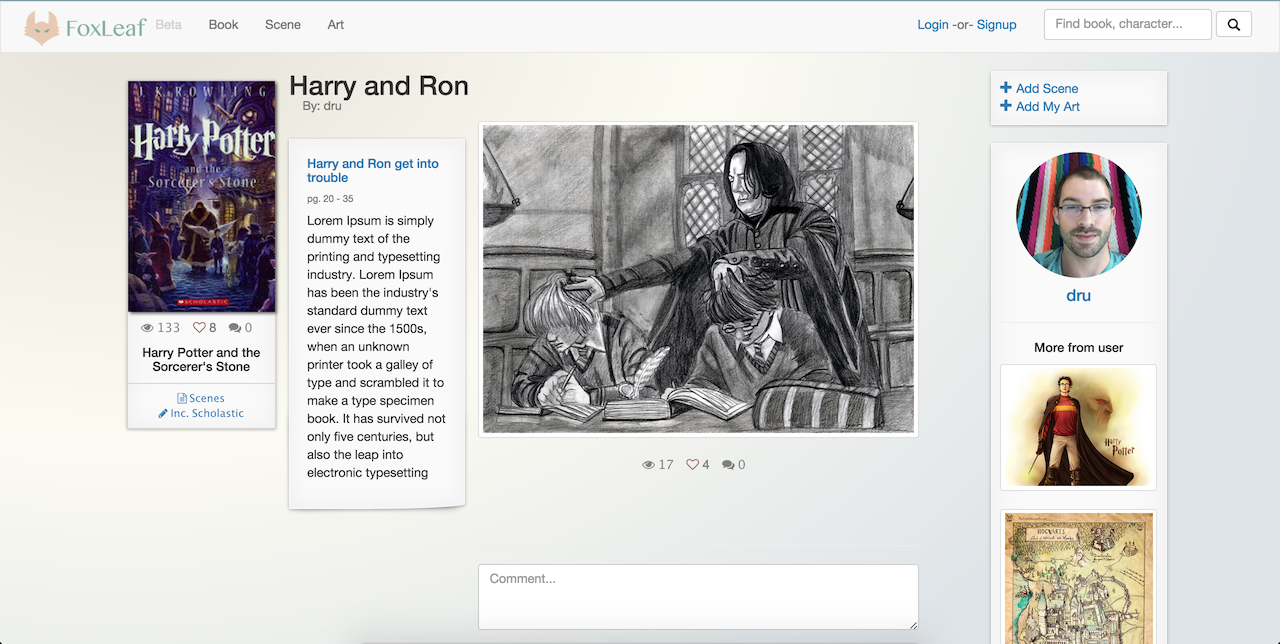 FoxLeaf Beta Book Scene Art Login -or- Signup Find book, character...
J. K. ROWLING
Harry Potter
and the
Sorcerer's Stone
SCHOLASTIC
133 8 0
Harry Potter and the
Sorcerer's Stone
Scenes
Inc. Scholastic
Harry and Ron
By: dru
Harry and Ron get into
trouble
pg. 20 - 35
Lorem Ipsum is simply
dummy text of the
printing and typesetting
industry. Lorem Ipsum
has been the industry's
standard dummy text
ever since the 1500s,
when an unknown
printer took a galley of
type and scrambled it to
make a type specimen
book. It has survived not
only five centuries, but
also the leap into
electronic typesetting
17 4 0
Comment...
Add Scene
Add My Art
dru
More from user
Harry
Potter
HOGWARTS